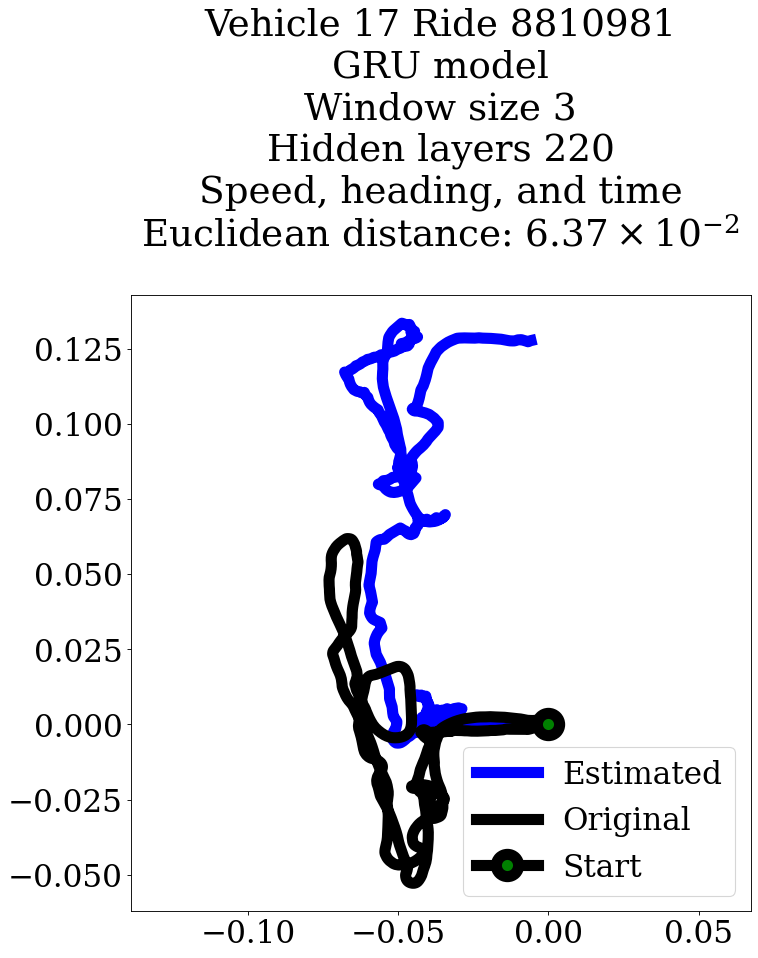 Vehicle 17 Ride 8810981
GRU model
Window size 3
Hidden layers 220
Speed, heading, and time
Euclidean distance: 6.37 × 10⁻²
0.125
0.100
0.075
0.050
0.025
0.000
−0.025
−0.050
Estimated
Original
Start
−0.10 −0.05 0.00 0.05